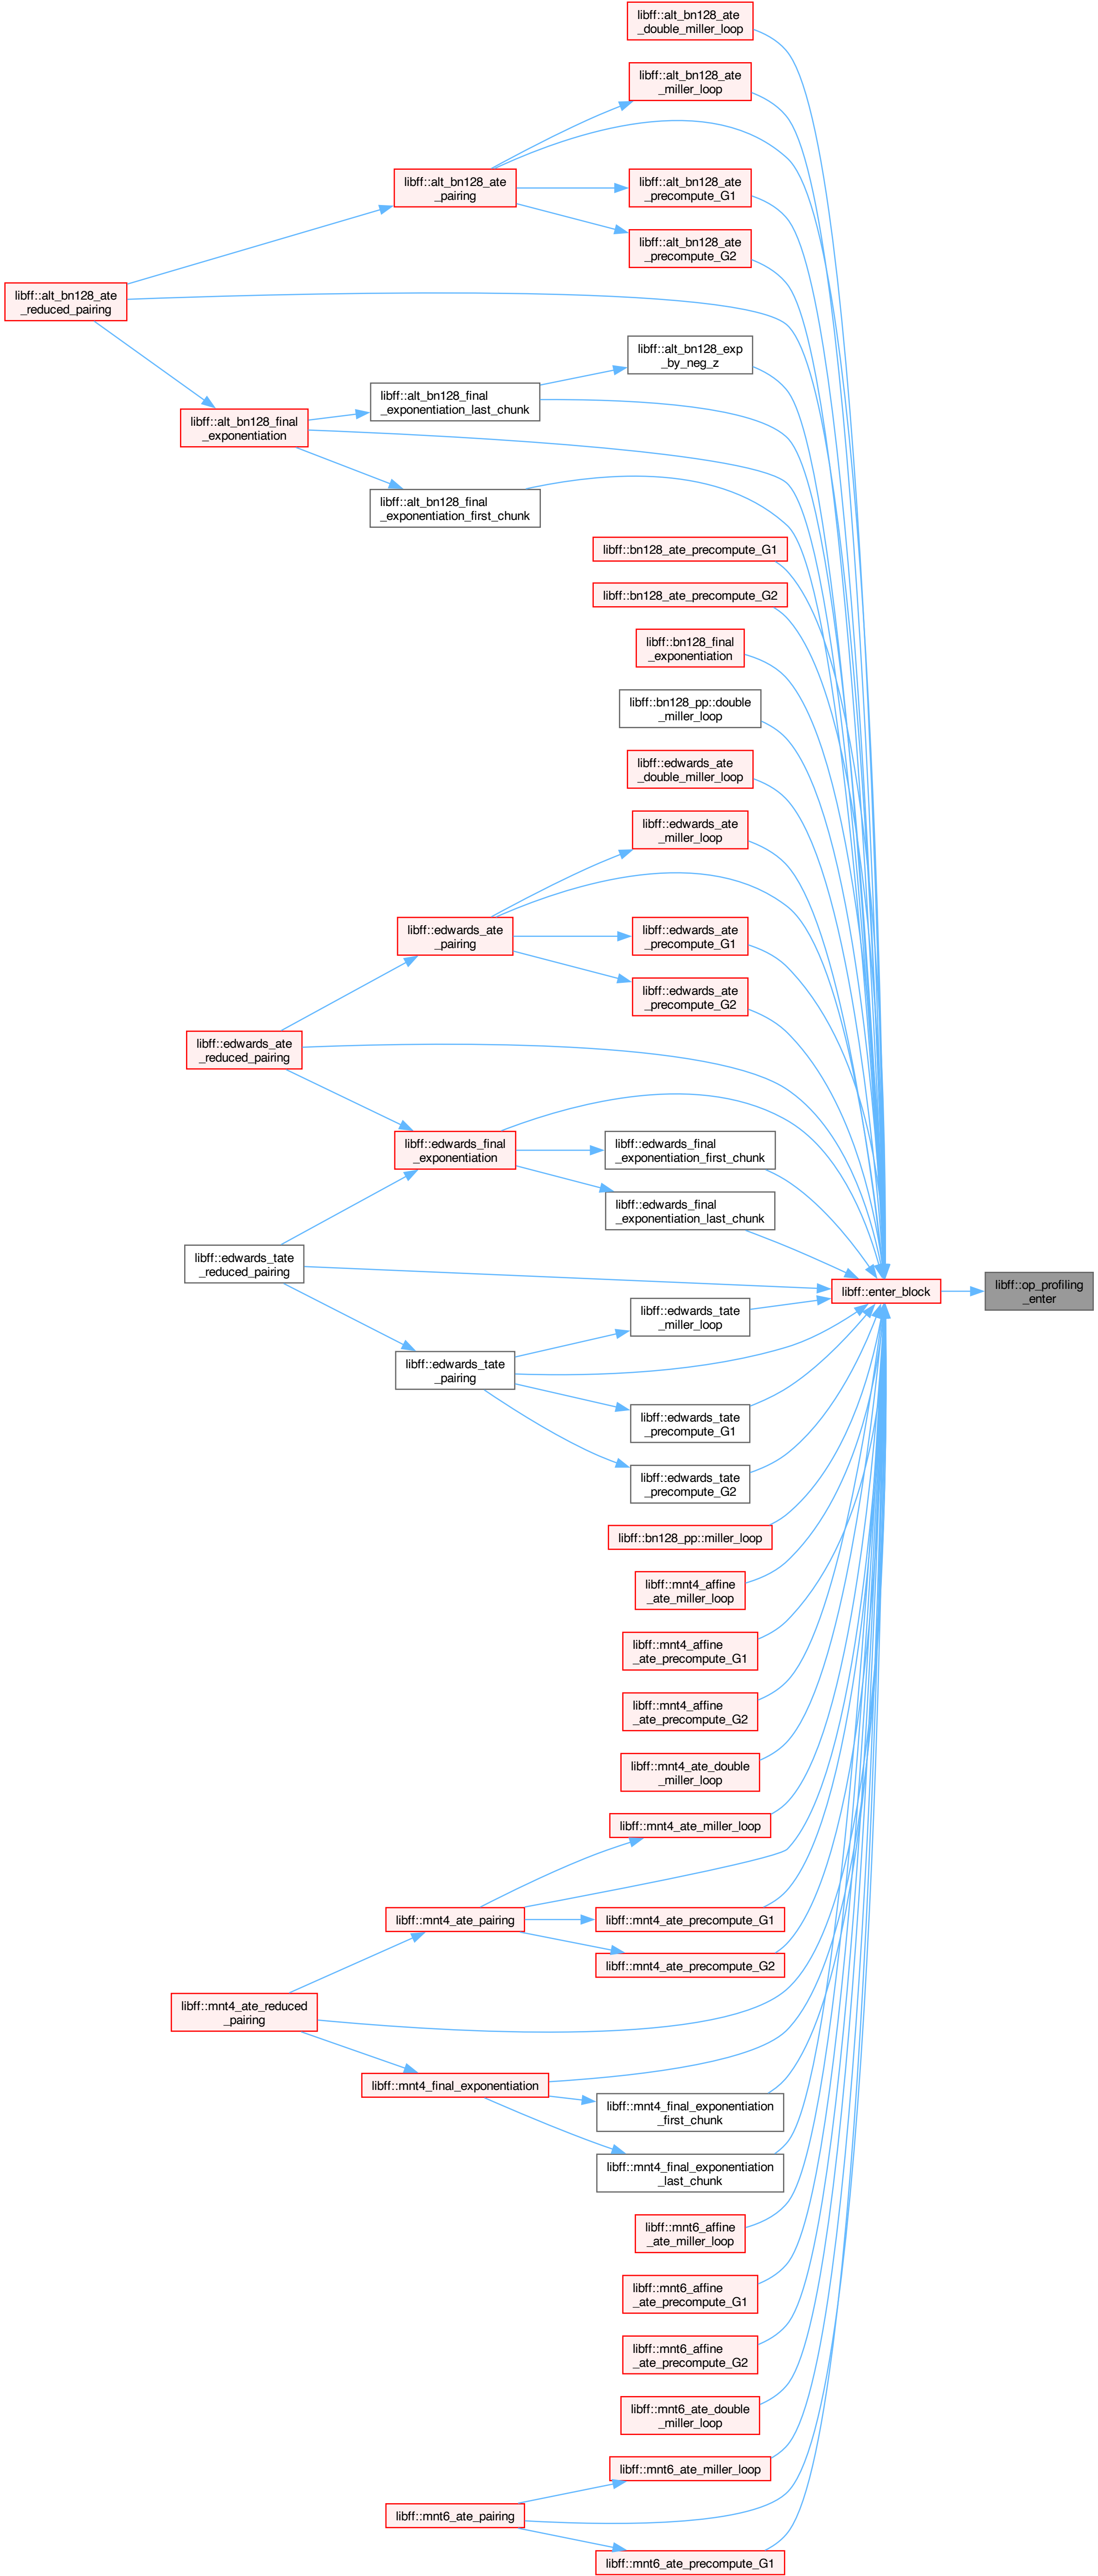 libff::alt_bn128_ate
_double_miller_loop
libff::alt_bn128_ate
_miller_loop
libff::alt_bn128_ate
_pairing
libff::alt_bn128_ate
_precompute_G1
libff::alt_bn128_ate
_precompute_G2
libff::alt_bn128_ate
_reduced_pairing
libff::alt_bn128_exp
_by_neg_z
libff::alt_bn128_final
_exponentiation_last_chunk
libff::alt_bn128_final
_exponentiation
libff::alt_bn128_final
_exponentiation_first_chunk
libff::bn128_ate_precompute_G1
libff::bn128_ate_precompute_G2
libff::bn128_final
_exponentiation
libff::bn128_pp::double
_miller_loop
libff::edwards_ate
_double_miller_loop
libff::edwards_ate
_miller_loop
libff::edwards_ate
_pairing
libff::edwards_ate
_precompute_G1
libff::edwards_ate
_precompute_G2
libff::edwards_ate
_reduced_pairing
libff::edwards_final
_exponentiation
libff::edwards_final
_exponentiation_first_chunk
libff::edwards_final
_exponentiation_last_chunk
libff::edwards_tate
_reduced_pairing
libff::enter_block
libff::op_profiling
_enter
libff::edwards_tate
_miller_loop
libff::edwards_tate
_pairing
libff::edwards_tate
_precompute_G1
libff::edwards_tate
_precompute_G2
libff::bn128_pp::miller_loop
libff::mnt4_affine
_ate_miller_loop
libff::mnt4_affine
_ate_precompute_G1
libff::mnt4_affine
_ate_precompute_G2
libff::mnt4_ate_double
_miller_loop
libff::mnt4_ate_miller_loop
libff::mnt4_ate_pairing
libff::mnt4_ate_precompute_G1
libff::mnt4_ate_precompute_G2
libff::mnt4_ate_reduced
_pairing
libff::mnt4_final_exponentiation
libff::mnt4_final_exponentiation
_first_chunk
libff::mnt4_final_exponentiation
_last_chunk
libff::mnt6_affine
_ate_miller_loop
libff::mnt6_affine
_ate_precompute_G1
libff::mnt6_affine
_ate_precompute_G2
libff::mnt6_ate_double
_miller_loop
libff::mnt6_ate_miller_loop
libff::mnt6_ate_pairing
libff::mnt6_ate_precompute_G1